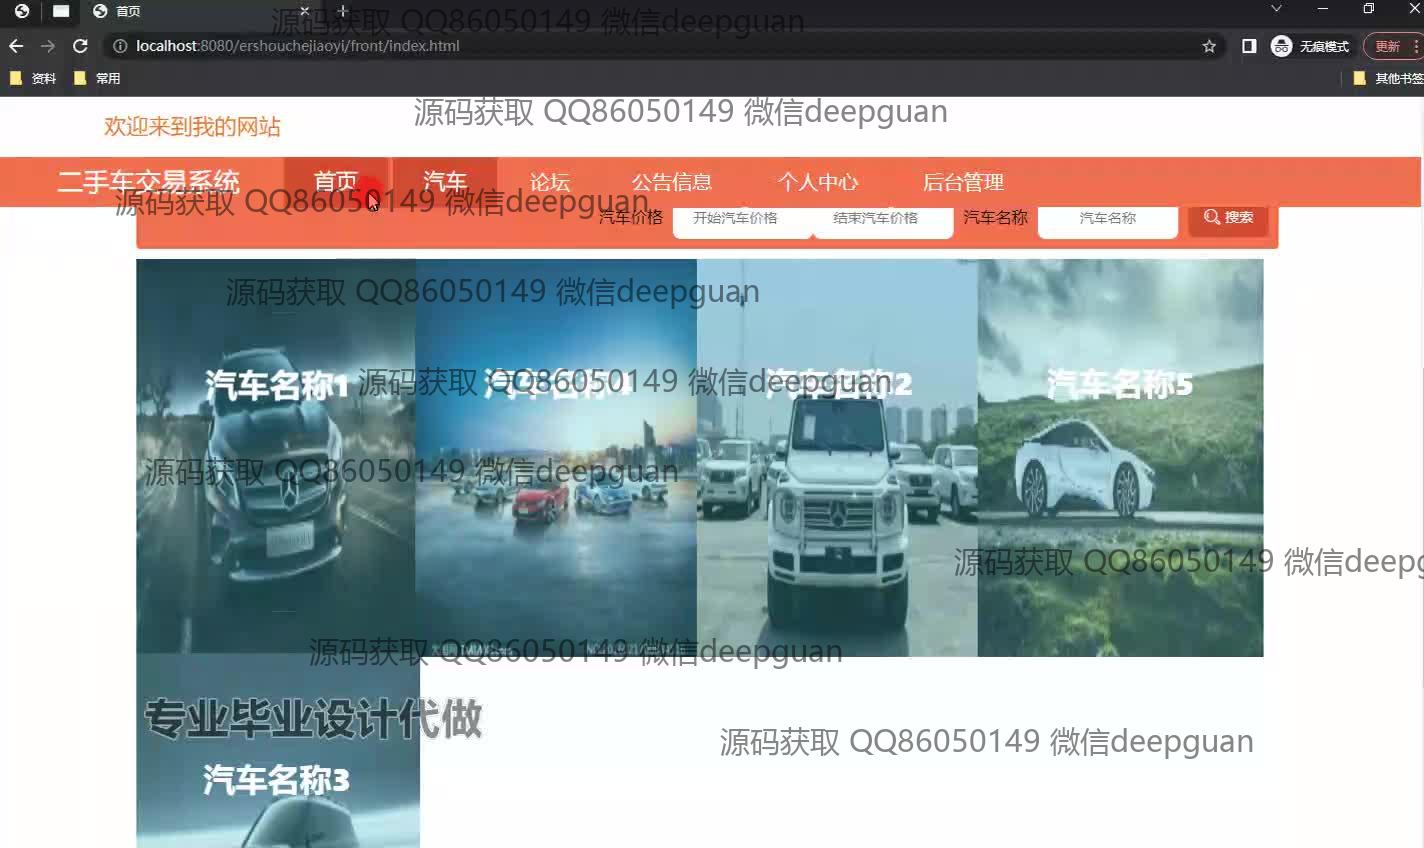 首页
源码获取 QQ86050149 微信deepguan
localhost:8080/ershouchejiaoyi/front/index.html
无痕模式
更新
资料
常用
其他书签
源码获取 QQ86050149 微信deepguan
欢迎来到我的网站
二手车交易系统 首页 汽车 论坛 公告信息 个人中心 后台管理
源码获取 QQ86050149 微信deepguan
汽车价格 开始汽车价格 结束汽车价格 汽车名称 汽车名称 搜索
源码获取 QQ86050149 微信deepguan
汽车名称1
汽车名称4
汽车名称2
汽车名称5
源码获取 QQ86050149 微信deepguan
源码获取 QQ86050149 微信deepguan
源码获取 QQ86050149 微信deepg
源码获取 QQ86050149 微信deepguan
专业毕业设计代做
源码获取 QQ86050149 微信deepguan
汽车名称3